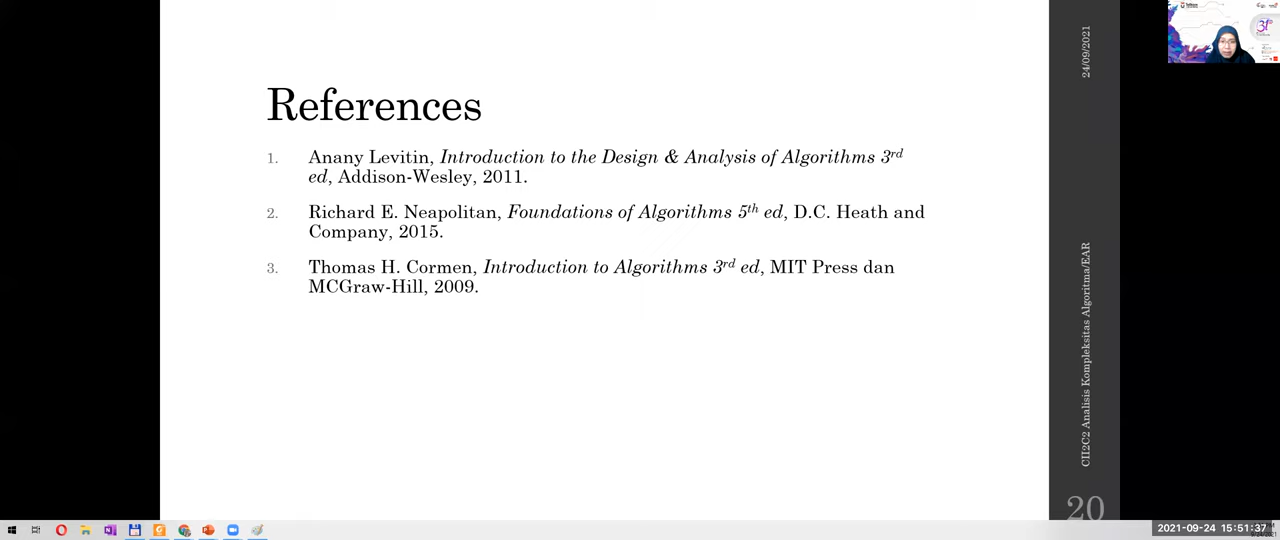 References
1. Anany Levitin, Introduction to the Design & Analysis of Algorithms 3rd
ed, Addison-Wesley, 2011.
2. Richard E. Neapolitan, Foundations of Algorithms 5th ed, D.C. Heath and
Company, 2015.
3. Thomas H. Cormen, Introduction to Algorithms 3rd ed, MIT Press dan
MCGraw-Hill, 2009.
24/09/2021
CII2C2 Analisis Kompleksitas Algoritma/EAR
20
2021-09-24 15:51:37